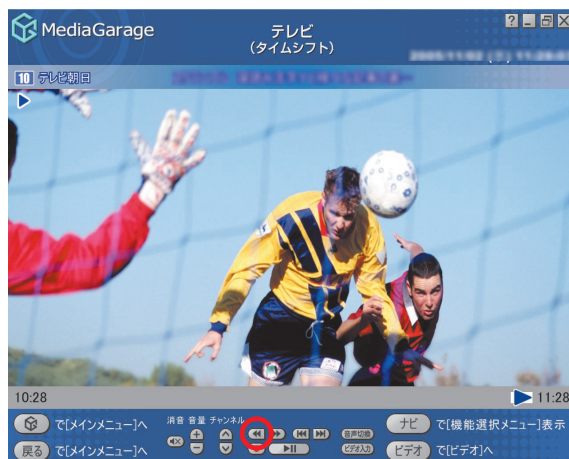 MediaGarage
テレビ
(タイムシフト)
10 テレビ朝日
10:28
11:28
で[メインメニュー]へ
消音 音量 チャンネル
音声切換
ナビ で[機能選択メニュー]表示
戻る で[メインメニュー]へ
ビデオ入力
ビデオ で[ビデオ]へ